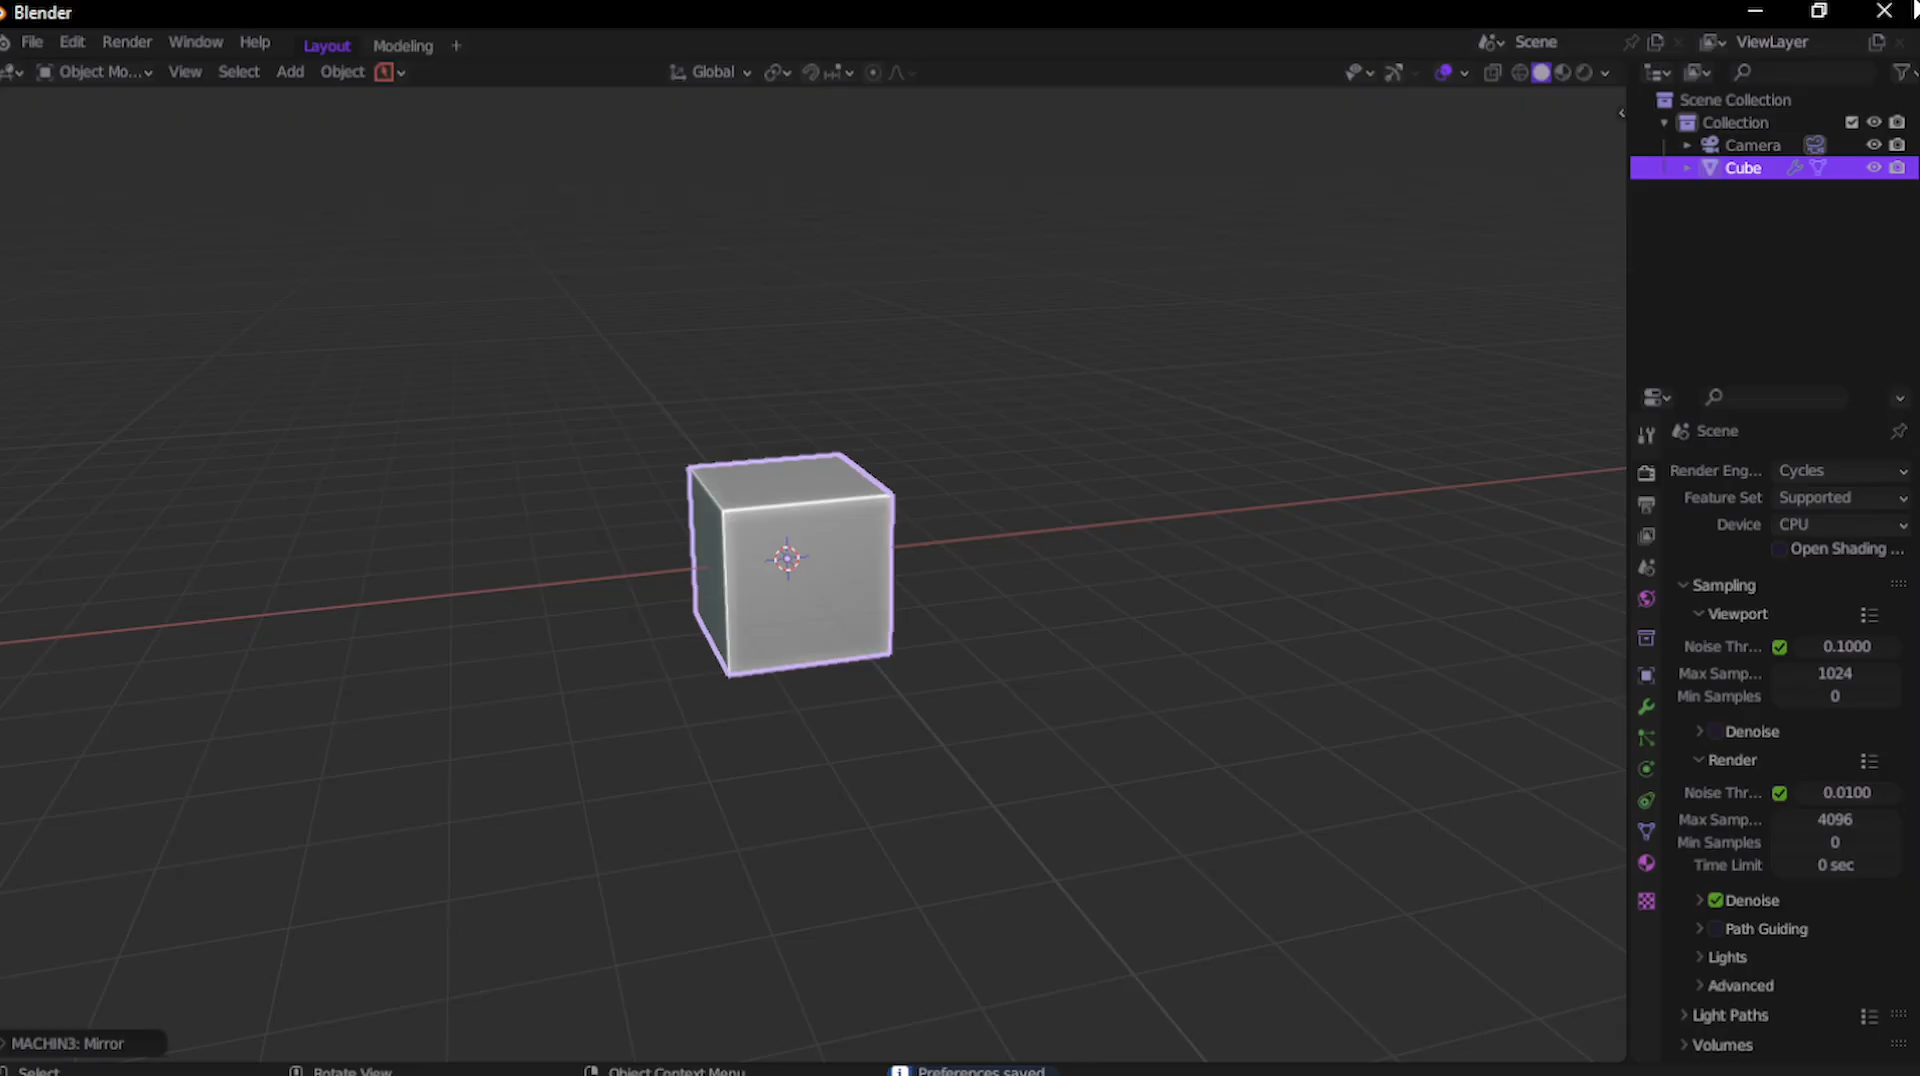 Blender
File Edit Render Window Help Layout Modeling + Scene ViewLayer
Object Mo... View Select Add Object Global
Scene Collection
Collection
Camera
Cube
Scene
Render Eng... Cycles
Feature Set Supported
Device CPU
Open Shading ...
Sampling
Viewport
Noise Thr... 0.1000
Max Samp... 1024
Min Samples 0
Denoise
Render
Noise Thr... 0.0100
Max Samp... 4096
Min Samples 0
Time Limit 0 sec
Denoise
Path Guiding
Lights
Advanced
Light Paths
Volumes
MACHIN3: Mirror
Select Rotate View Object Context Menu Preferences saved